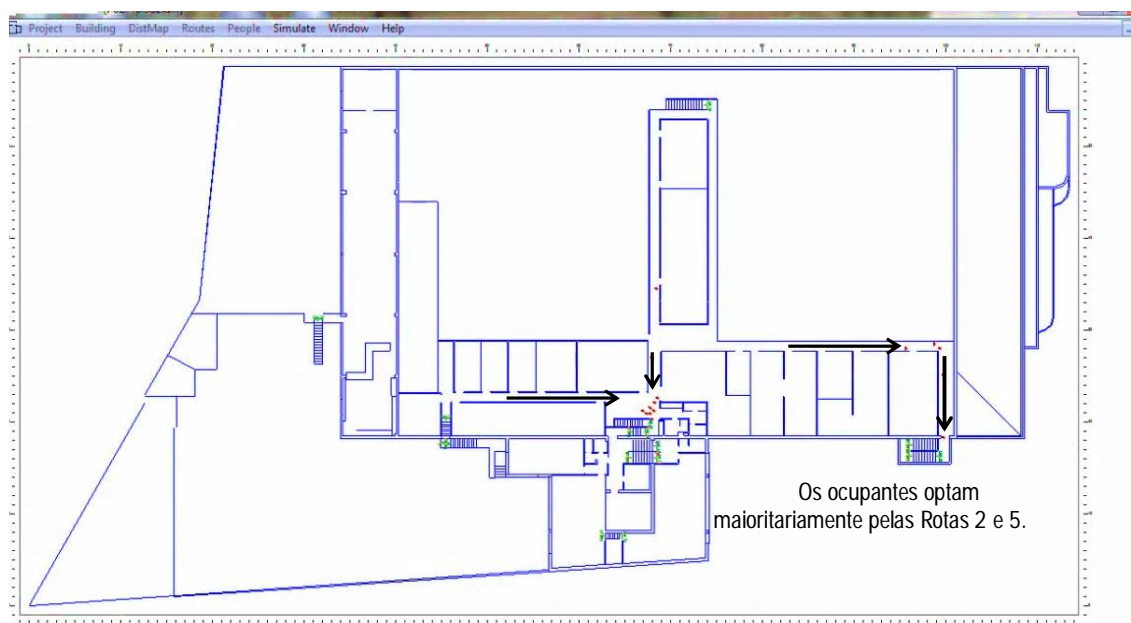 Project Building DistMap Routes People Simulate Window Help
Os ocupantes optam
maioritariamente pelas Rotas 2 e 5.